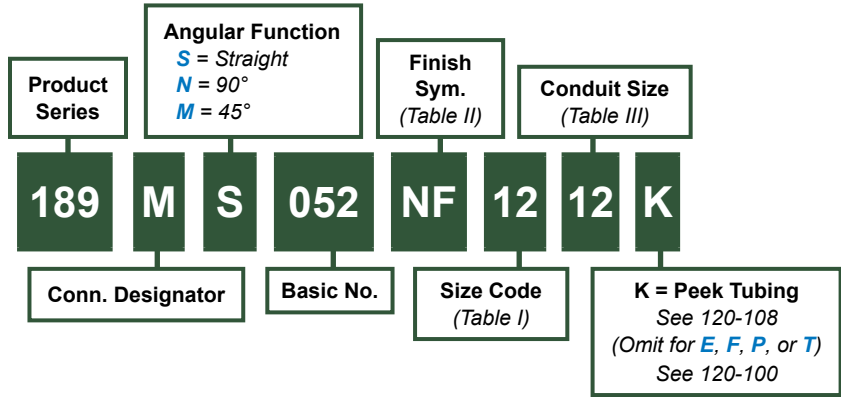 Product
Series
Angular Function
S = Straight
N = 90°
M = 45°
Finish
Sym.
(Table II)
Conduit Size
(Table III)
189 M S 052 NF 12 12 K
Conn. Designator
Basic No.
Size Code
(Table I)
K = Peek Tubing
See 120-108
(Omit for E, F, P, or T)
See 120-100